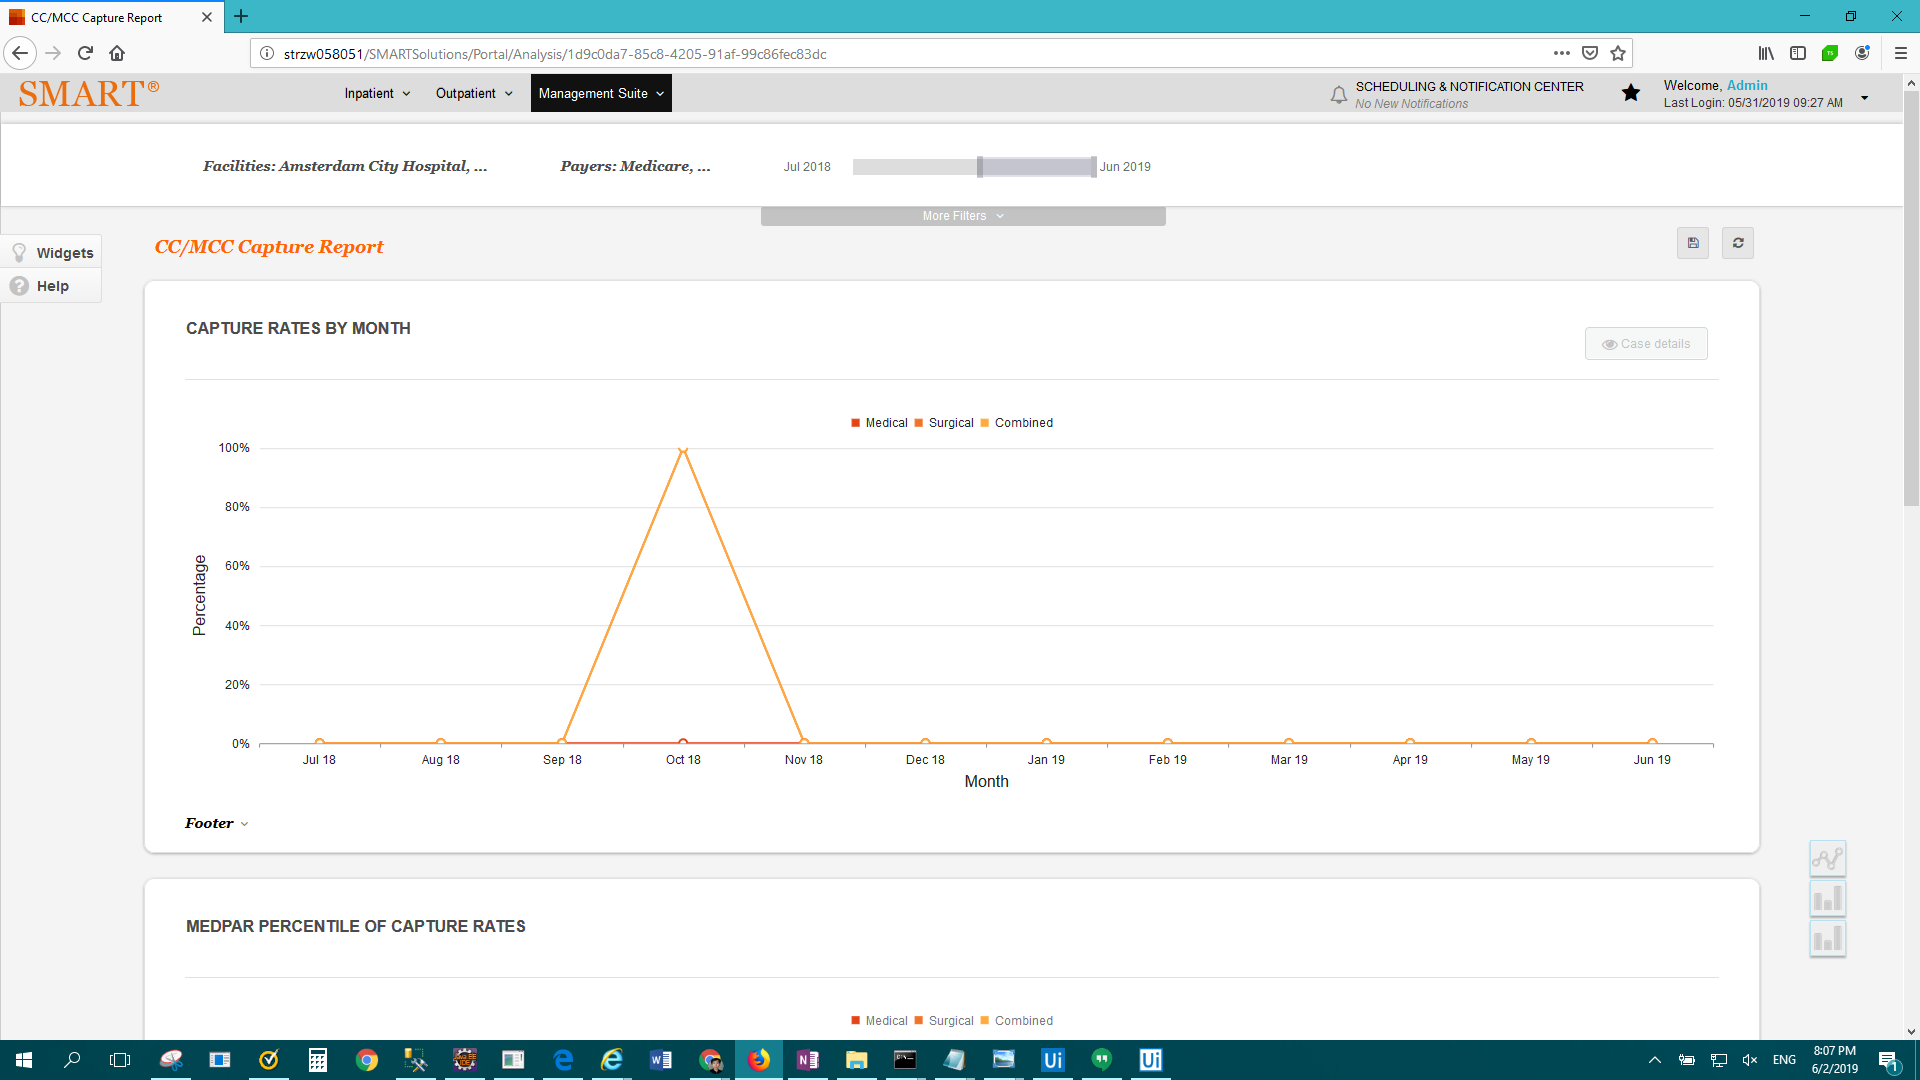 CC/MCC Capture Report
strzw058051/SMARTSolutions/Portal/Analysis/1d9c0da7-85c8-4205-91af-99c86fec83dc
SMART®
Inpatient
Outpatient
Management Suite
SCHEDULING & NOTIFICATION CENTER
No New Notifications
Welcome, Admin
Last Login: 05/31/2019 09:27 AM
Facilities: Amsterdam City Hospital, ...
Payers: Medicare, ...
Jul 2018
Jun 2019
More Filters
Widgets
Help
CC/MCC Capture Report
CAPTURE RATES BY MONTH
Case details
Medical Surgical Combined
100%
80%
60%
40%
20%
0%
Percentage
Jul 18 Aug 18 Sep 18 Oct 18 Nov 18 Dec 18 Jan 19 Feb 19 Mar 19 Apr 19 May 19 Jun 19
Month
Footer
MEDPAR PERCENTILE OF CAPTURE RATES
Medical Surgical Combined
ENG
8:07 PM
6/2/2019
1